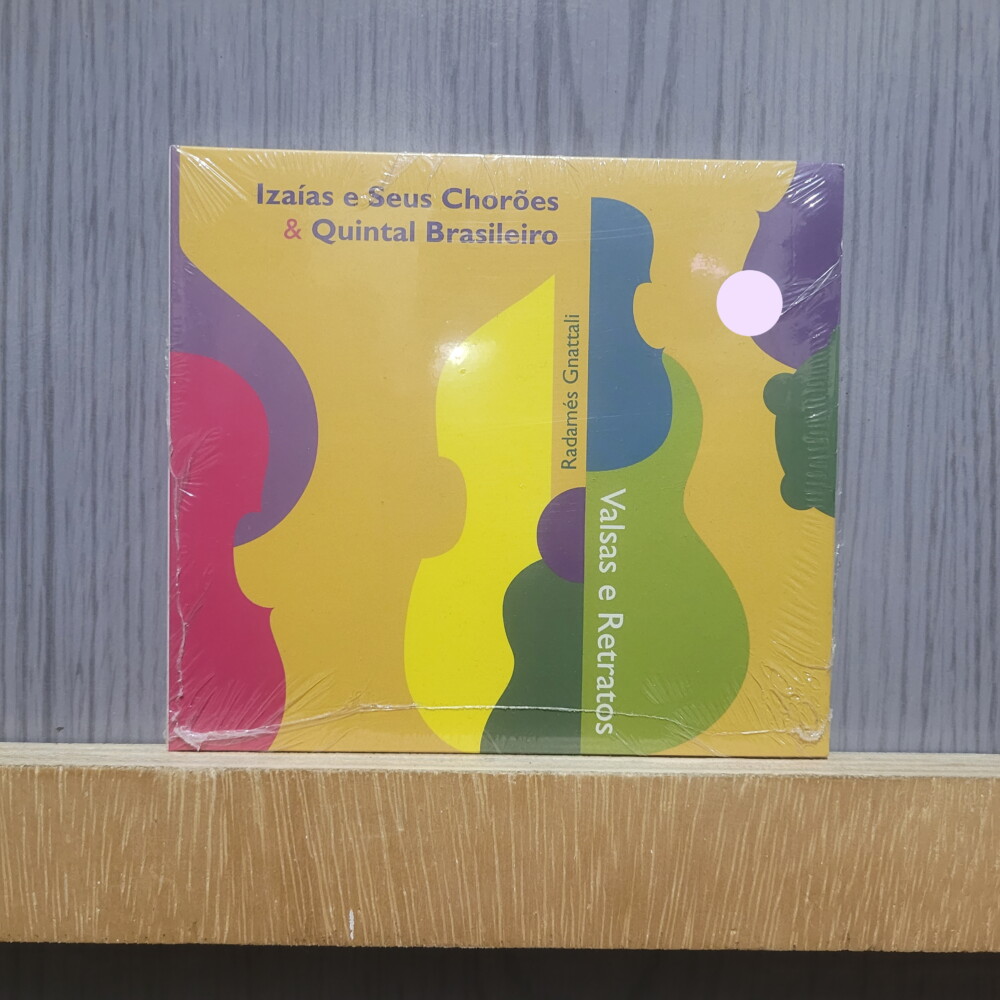 Izaías e Seus Chorões
& Quintal Brasileiro
Radamés Gnattali
Valsas e Retratos